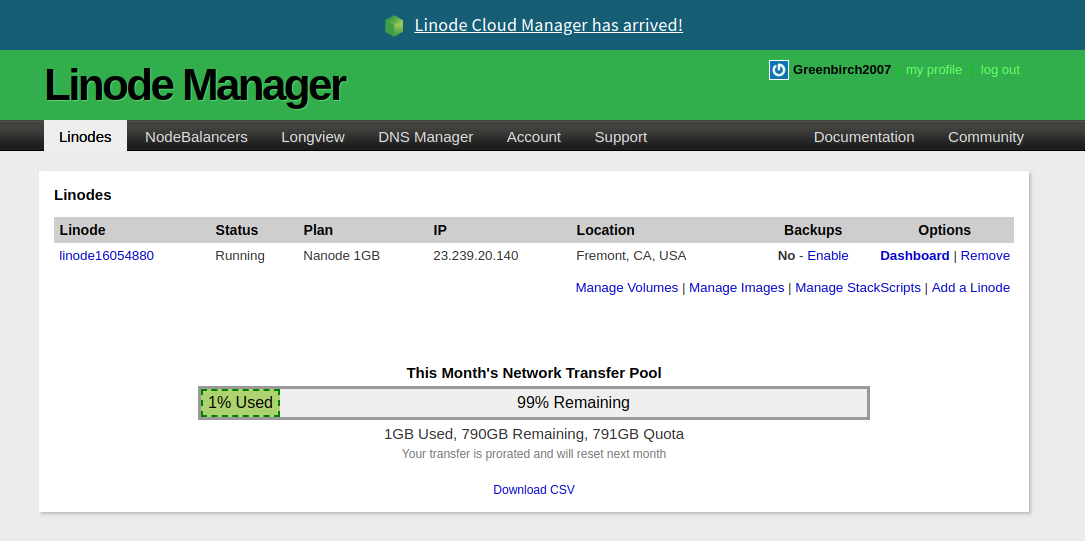 Linode Cloud Manager has arrived!
Linode Manager
Greenbirch2007 | my profile | log out
Linodes NodeBalancers Longview DNS Manager Account Support Documentation Community
Linodes
Linode Status Plan IP Location Backups Options
linode16054880 Running Nanode 1GB 23.239.20.140 Fremont, CA, USA No - Enable Dashboard | Remove
Manage Volumes | Manage Images | Manage StackScripts | Add a Linode
This Month's Network Transfer Pool
1% Used 99% Remaining
1GB Used, 790GB Remaining, 791GB Quota
Your transfer is prorated and will reset next month
Download CSV